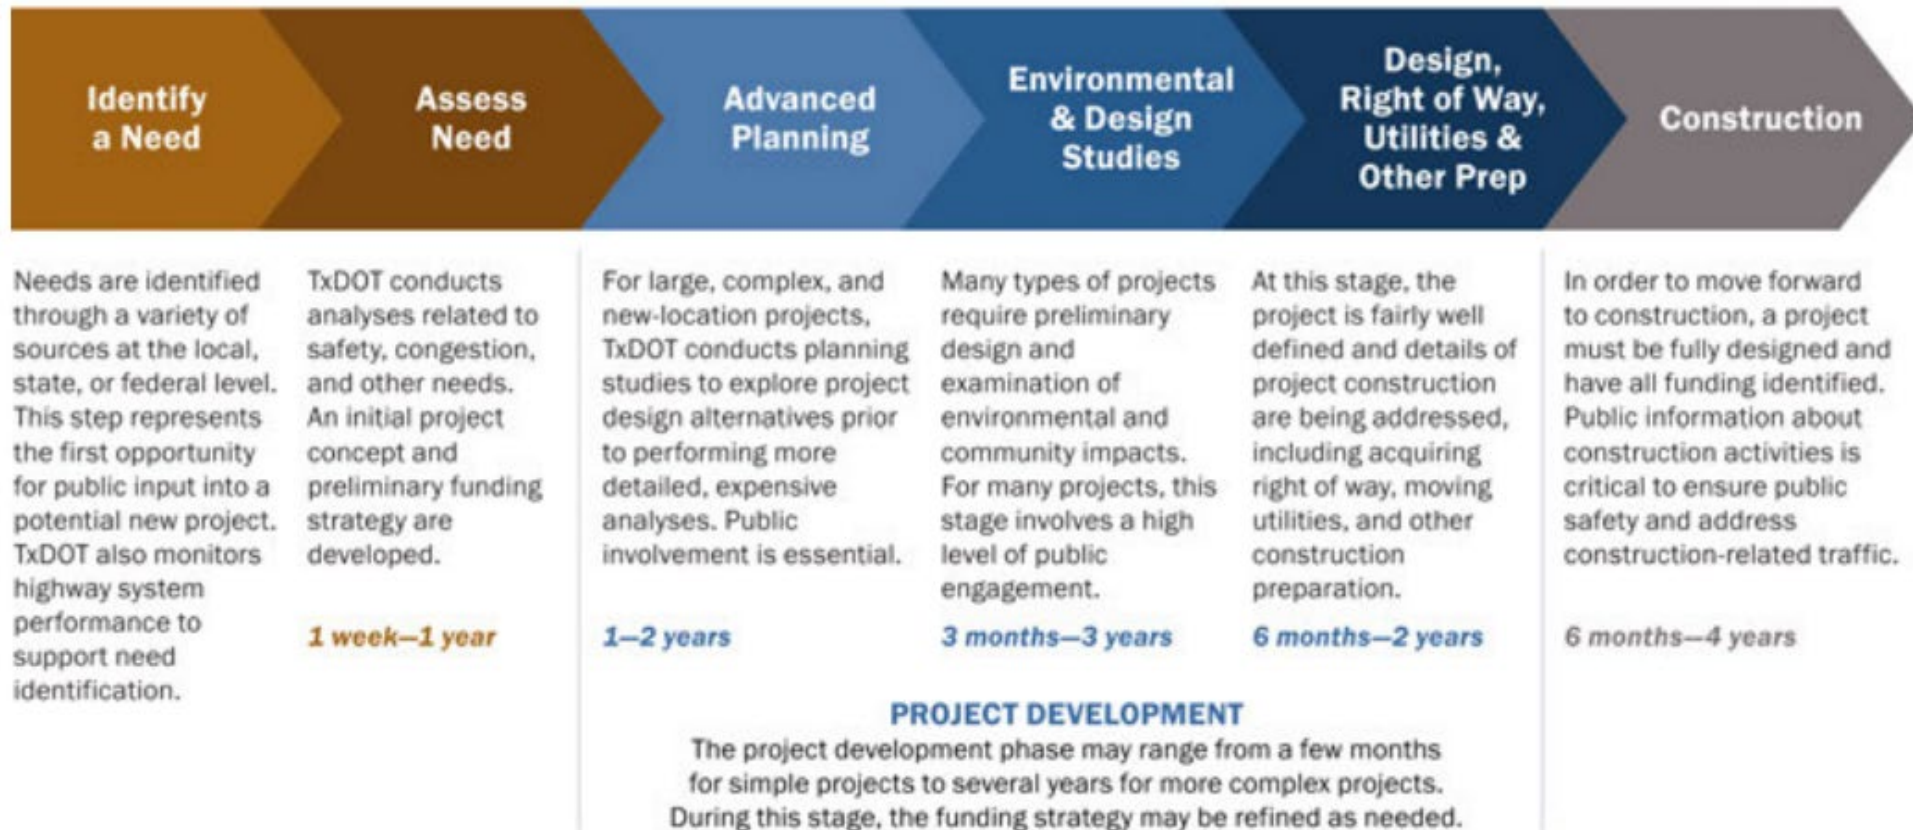 Identify
a Need
Assess
Need
Advanced
Planning
Environmental
& Design
Studies
Design,
Right of Way,
Utilities &
Other Prep
Construction
Needs are identified
through a variety of
sources at the local,
state, or federal level.
This step represents
the first opportunity
for public input into a
potential new project.
TxDOT also monitors
highway system
performance to
support need
identification.
TxDOT conducts
analyses related to
safety, congestion,
and other needs.
An initial project
concept and
preliminary funding
strategy are
developed.
1 week—1 year
For large, complex, and
new-location projects,
TxDOT conducts planning
studies to explore project
design alternatives prior
to performing more
detailed, expensive
analyses. Public
involvement is essential.
1—2 years
Many types of projects
require preliminary
design and
examination of
environmental and
community impacts.
For many projects, this
stage involves a high
level of public
engagement.
3 months—3 years
At this stage, the
project is fairly well
defined and details of
project construction
are being addressed,
including acquiring
right of way, moving
utilities, and other
construction
preparation.
6 months—2 years
In order to move forward
to construction, a project
must be fully designed and
have all funding identified.
Public information about
construction activities is
critical to ensure public
safety and address
construction-related traffic.
6 months—4 years
PROJECT DEVELOPMENT
The project development phase may range from a few months
for simple projects to several years for more complex projects.
During this stage, the funding strategy may be refined as needed.